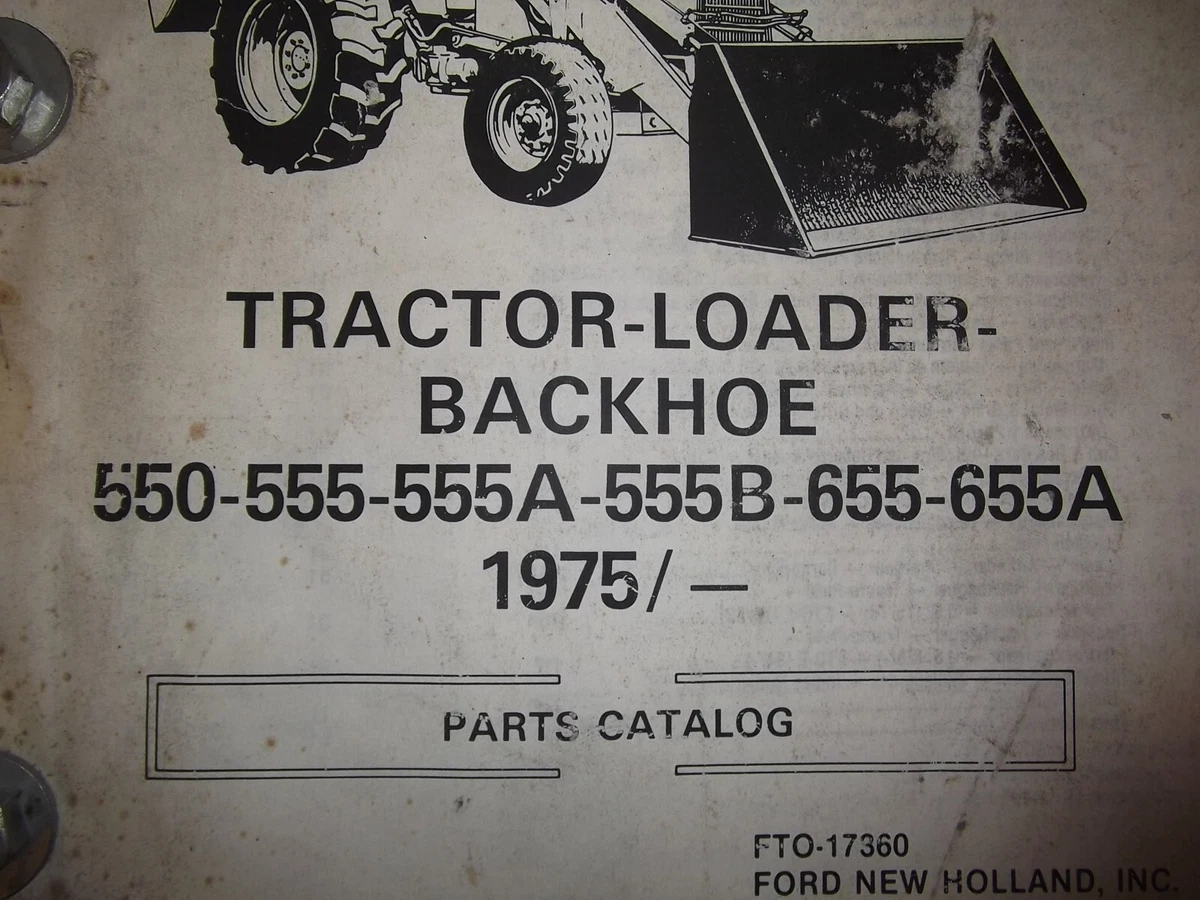 TRACTOR-LOADER-
BACKHOE
550-555-555A-555B-655-655A
1975/ —
PARTS CATALOG
FTO-17360
FORD NEW HOLLAND, INC.